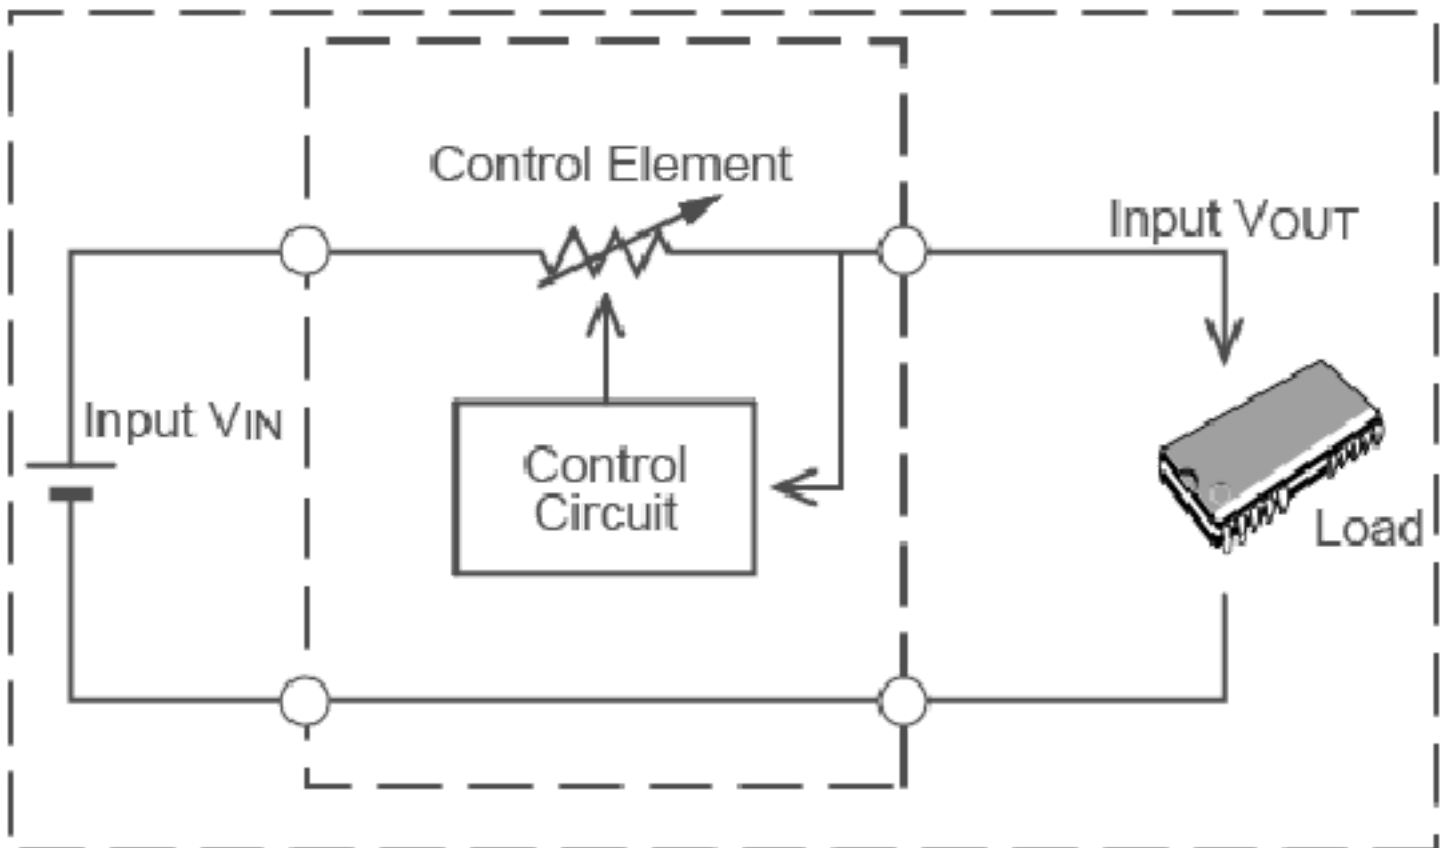 Control Element
Input VOUT
Input VIN
Control
Circuit
Load